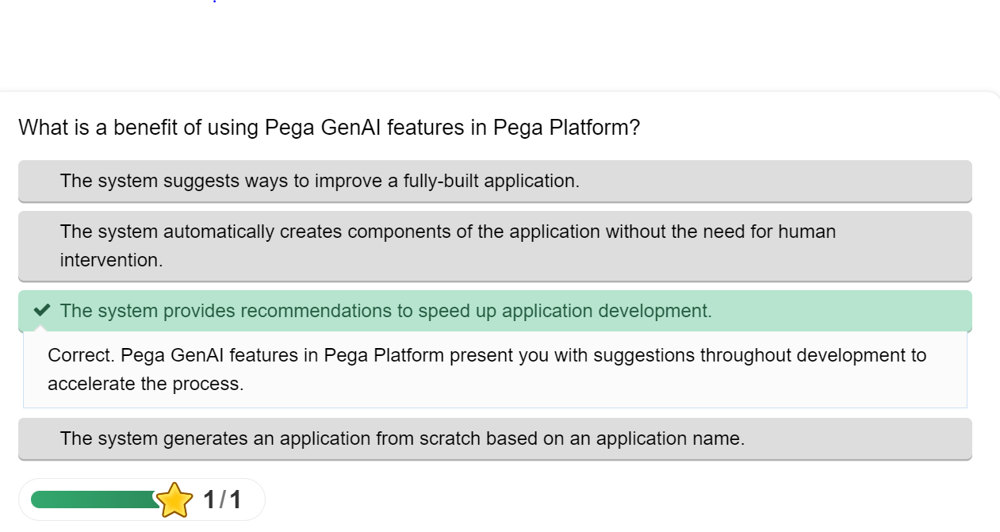 What is a benefit of using Pega GenAI features in Pega Platform?
The system suggests ways to improve a fully-built application.
The system automatically creates components of the application without the need for human
intervention.
The system provides recommendations to speed up application development.
Correct. Pega GenAI features in Pega Platform present you with suggestions throughout development to
accelerate the process.
The system generates an application from scratch based on an application name.
1/1